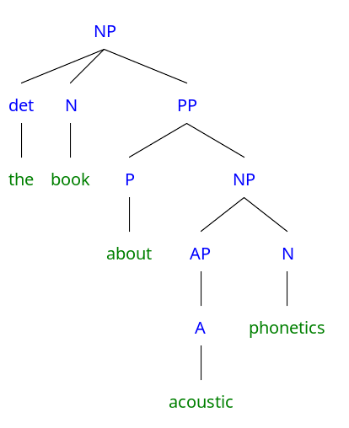 NP
det N PP
the book P NP
about AP N
A phonetics
acoustic